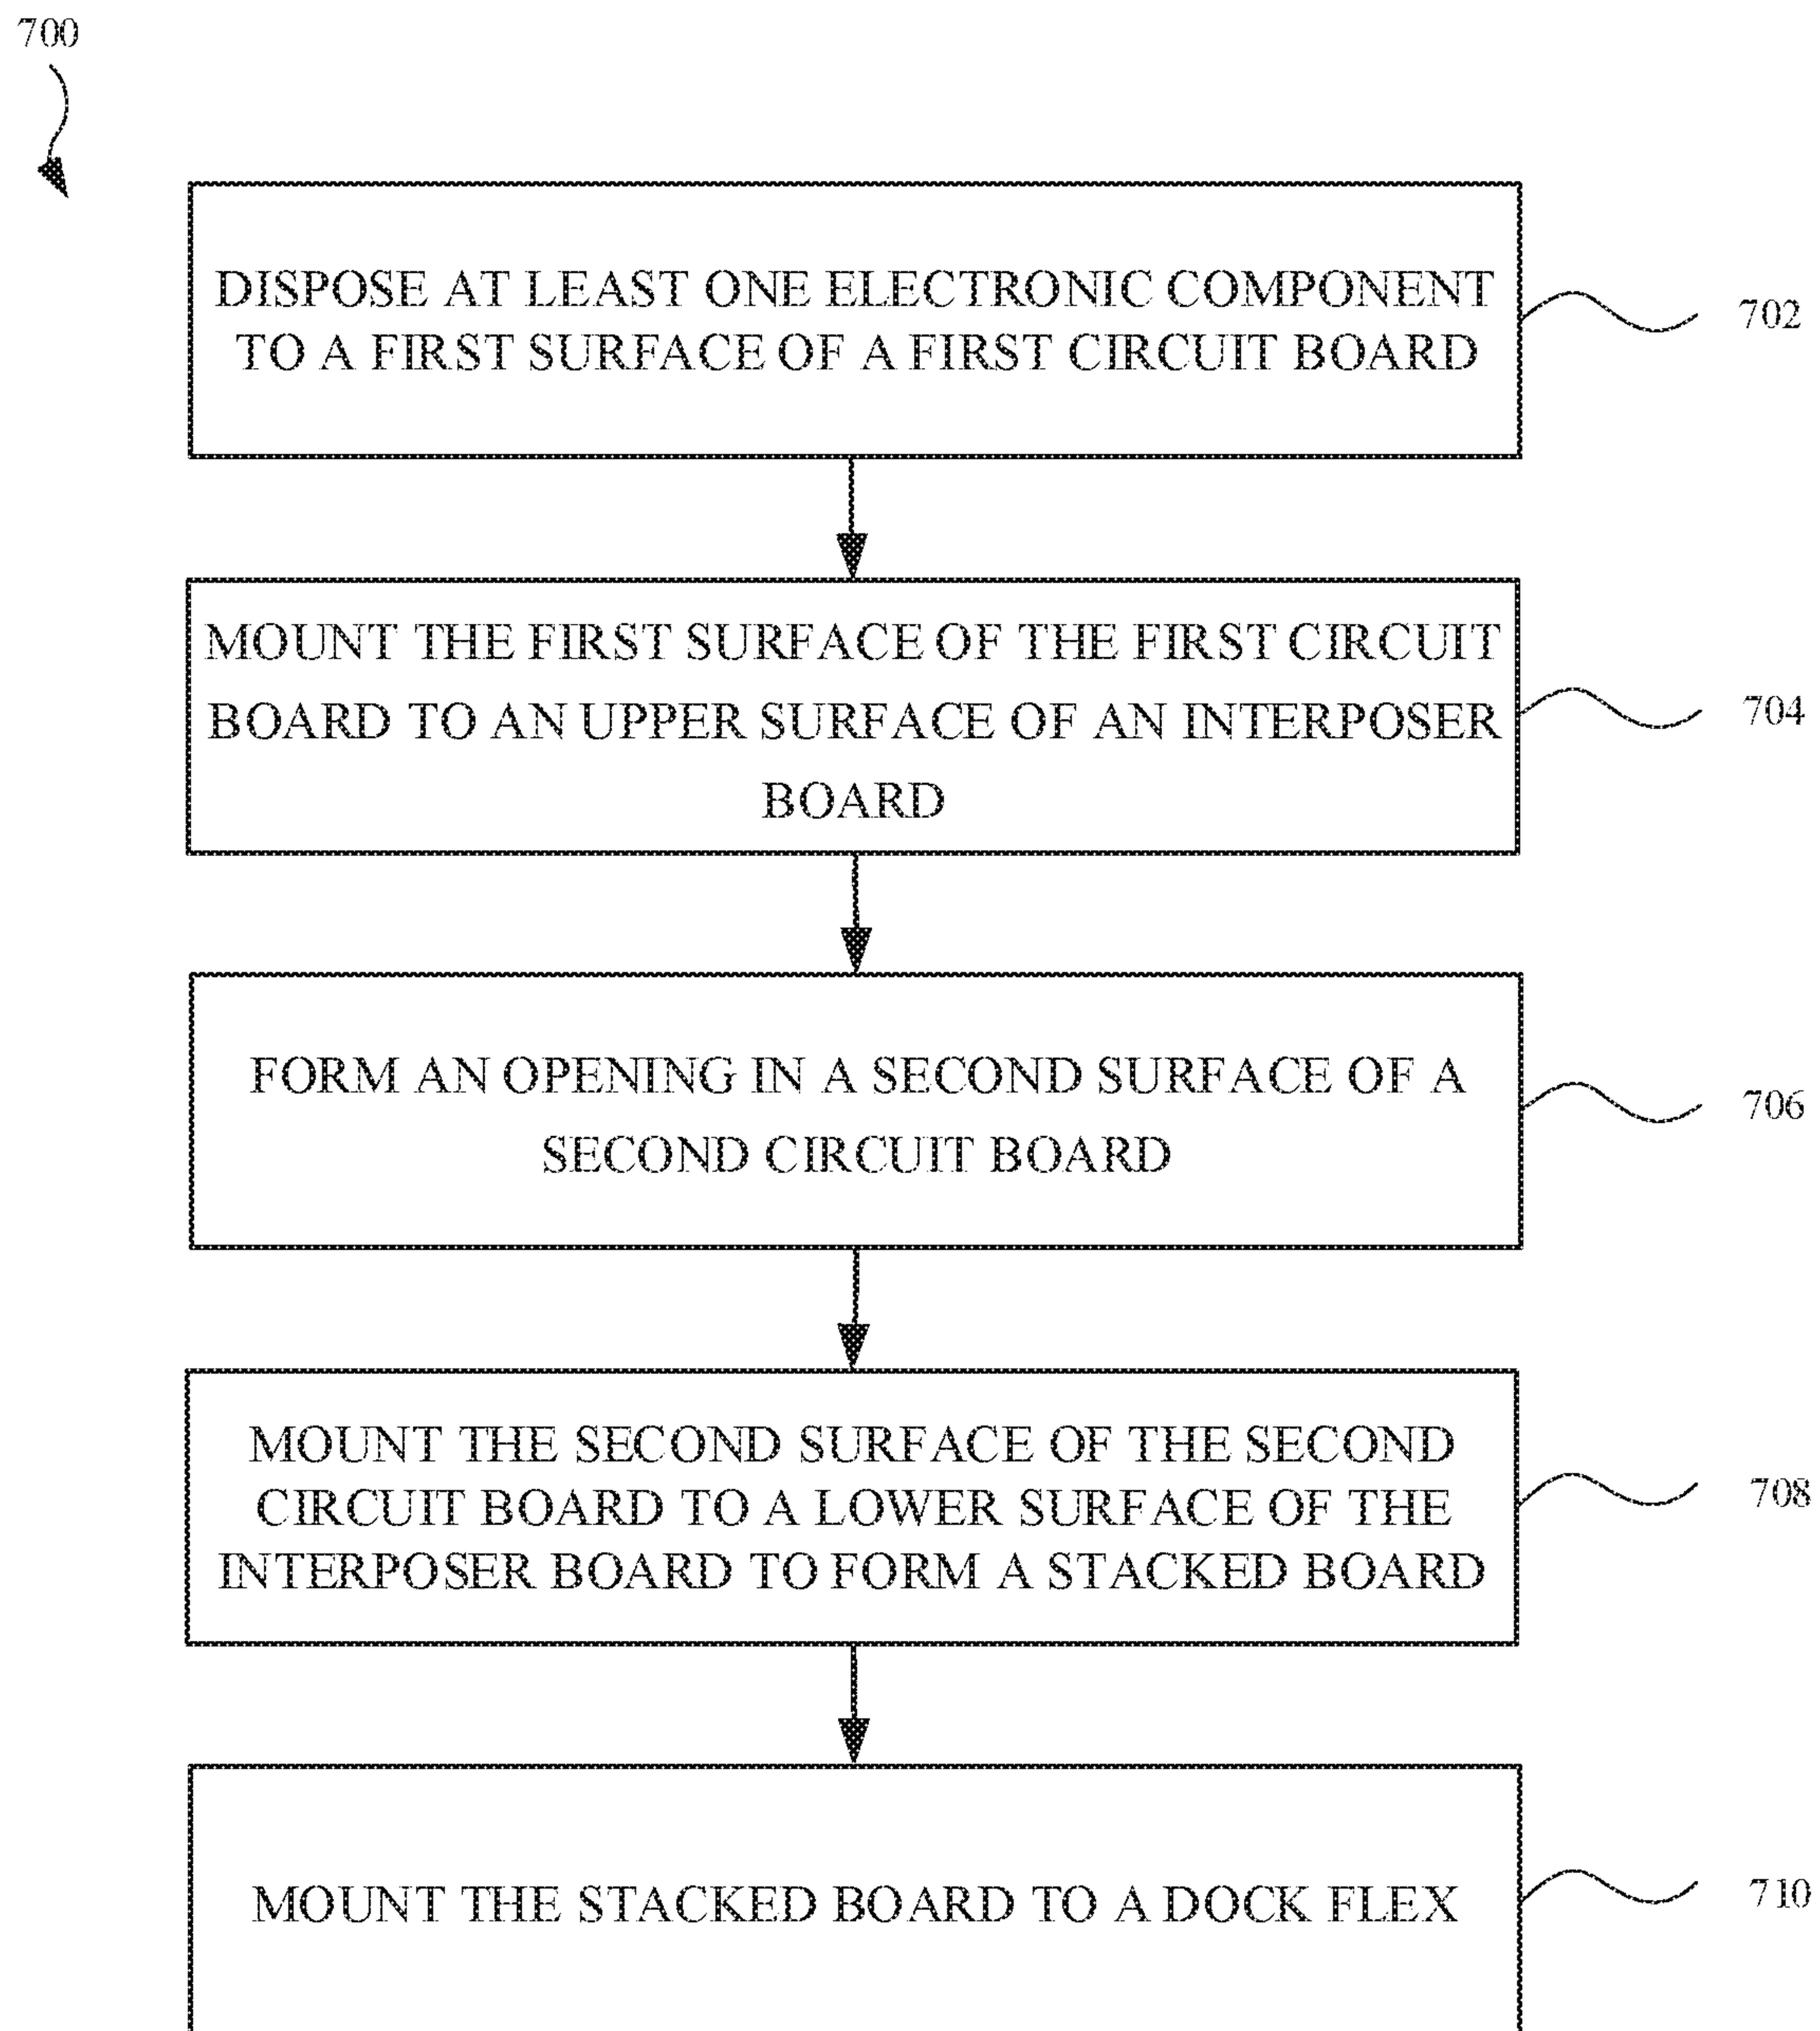 700
DISPOSE AT LEAST ONE ELECTRONIC COMPONENT
TO A FIRST SURFACE OF A FIRST CIRCUIT BOARD
702
MOUNT THE FIRST SURFACE OF THE FIRST CIRCUIT
BOARD TO AN UPPER SURFACE OF AN INTERPOSER
BOARD
704
FORM AN OPENING IN A SECOND SURFACE OF A
SECOND CIRCUIT BOARD
706
MOUNT THE SECOND SURFACE OF THE SECOND
CIRCUIT BOARD TO A LOWER SURFACE OF THE
INTERPOSER BOARD TO FORM A STACKED BOARD
708
MOUNT THE STACKED BOARD TO A DOCK FLEX
710